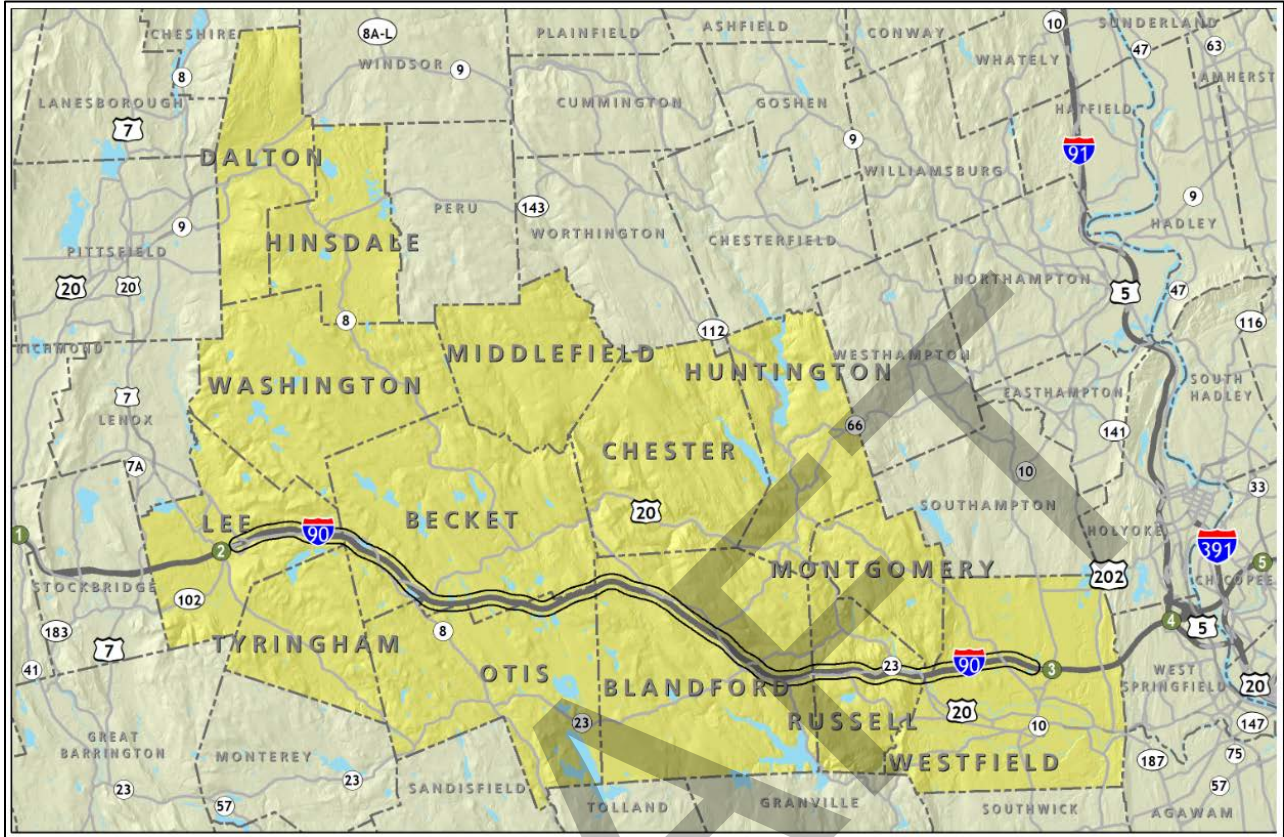 CHESHIRE
8A-L
PLAINFIELD
ASHFIELD
CONWAY
10
SUNDERLAND
47
63
8
WINDSOR
9
WHATELY
AMHERST
LANESBOROUGH
7
CUMMINGTON
GOSHEN
HATFIELD
9
91
DALTON
WILLIAMSBURG
9
PERU
143
HADLEY
9
WORTHINGTON
CHESTERFIELD
HINSDALE
PITTSFIELD
NORTHAMPTON
20
20
5
47
8
112
116
RICHMOND
MIDDLEFIELD
WESTHAMPTON
HUNTINGTON
WASHINGTON
SOUTH
HADLEY
EASTHAMPTON
7
LENOX
66
141
CHESTER
7A
10
33
LEE
BECKET
20
SOUTHAMPTON
HOLYOKE
1
2
90
391
5
STOCKBRIDGE
MONTGOMERY
202
CHICOPEE
102
183
8
4
5
7
TYRINGHAM
41
OTIS
23
90
3
BLANDFORD
WEST
SPRINGFIELD
20
RUSSELL
20
23
10
147
GREAT
BARRINGTON
MONTEREY
WESTFIELD
187
75
23
23
SANDISFIELD
57
57
TOLLAND
GRANVILLE
SOUTHWICK
AGAWAM